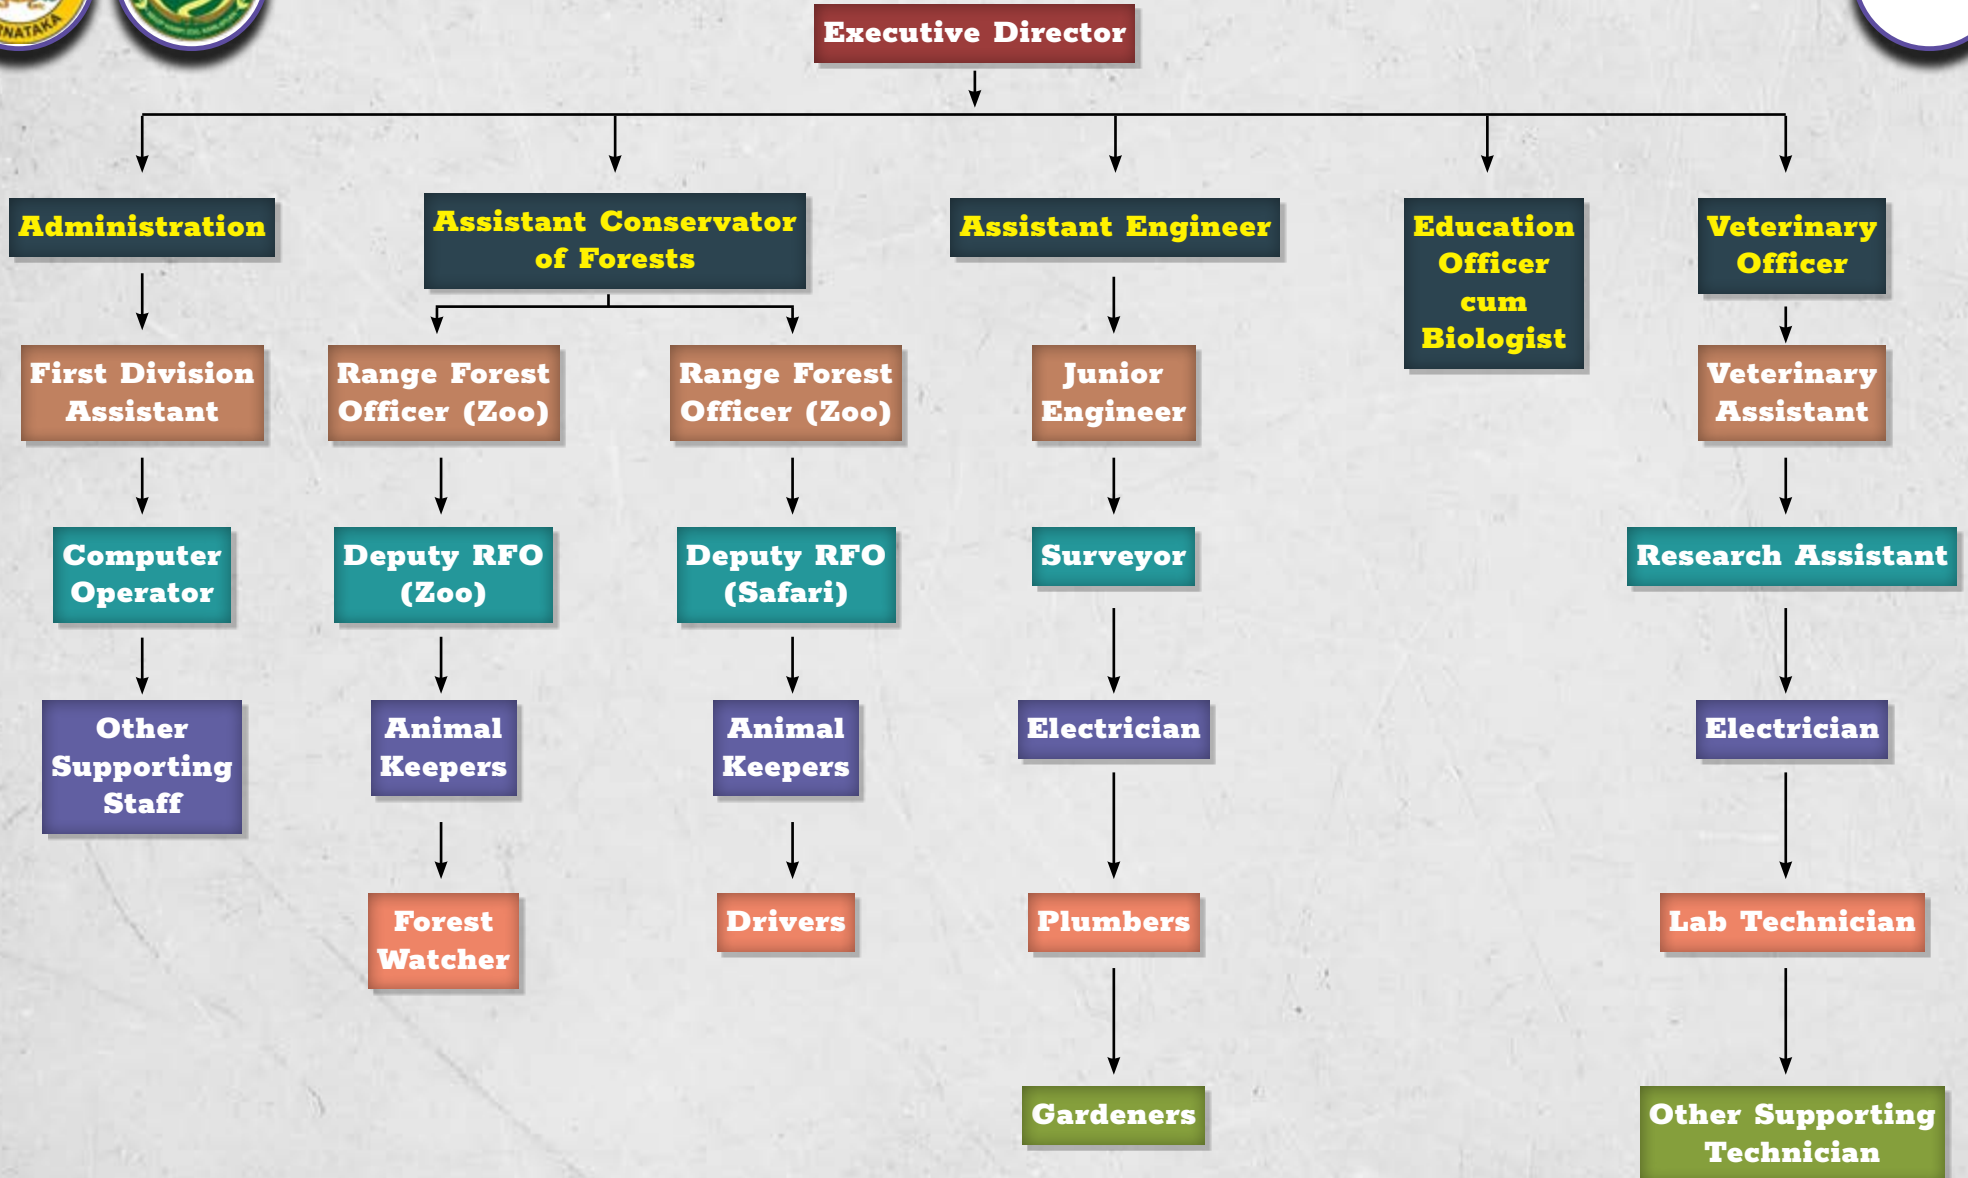 RNATAKA
Executive Director
Administration
Assistant Conservator
of Forests
Assistant Engineer
Education
Officer
cum
Biologist
Veterinary
Officer
First Division
Assistant
Range Forest
Officer (Zoo)
Range Forest
Officer (Zoo)
Junior
Engineer
Veterinary
Assistant
Computer
Operator
Deputy RFO
(Zoo)
Deputy RFO
(Safari)
Surveyor
Research Assistant
Other
Supporting
Staff
Animal
Keepers
Animal
Keepers
Electrician
Electrician
Forest
Watcher
Drivers
Plumbers
Lab Technician
Gardeners
Other Supporting
Technician